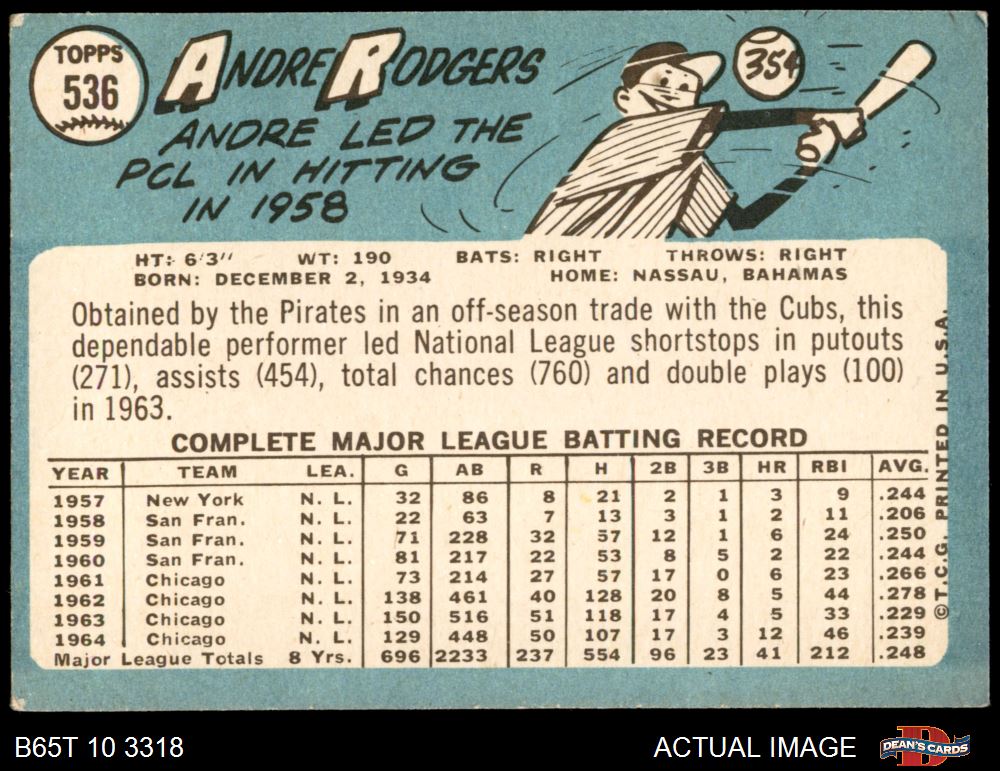 TOPPS
536
ANDRE RODGERS
354
ANDRE LED THE
PCL IN HITTING
IN 1958
HT: 6'3" WT: 190 BATS: RIGHT THROWS: RIGHT
BORN: DECEMBER 2, 1934 HOME: NASSAU, BAHAMAS
Obtained by the Pirates in an off-season trade with the Cubs, this
dependable performer led National League shortstops in putouts
(271), assists (454), total chances (760) and double plays (100)
in 1963.
COMPLETE MAJOR LEAGUE BATTING RECORD
YEAR TEAM LEA. G AB R H 2B 3B HR RBI AVG.
1957 New York N. L. 32 86 8 21 2 1 3 9 .244
1958 San Fran. N. L. 22 63 7 13 3 1 2 11 .206
1959 San Fran. N. L. 71 228 32 57 12 1 6 24 .250
1960 San Fran. N. L. 81 217 22 53 8 5 2 22 .244
1961 Chicago N. L. 73 214 27 57 17 0 6 23 .266
1962 Chicago N. L. 138 461 40 128 20 8 5 44 .278
1963 Chicago N. L. 150 516 51 118 17 4 5 33 .229
1964 Chicago N. L. 129 448 50 107 17 3 12 46 .239
Major League Totals 8 Yrs. 696 2233 237 554 96 23 41 212 .248
©T.C.G. PRINTED IN U.S.A.
B65T 10 3318 ACTUAL IMAGE
DEAN'S CARDS